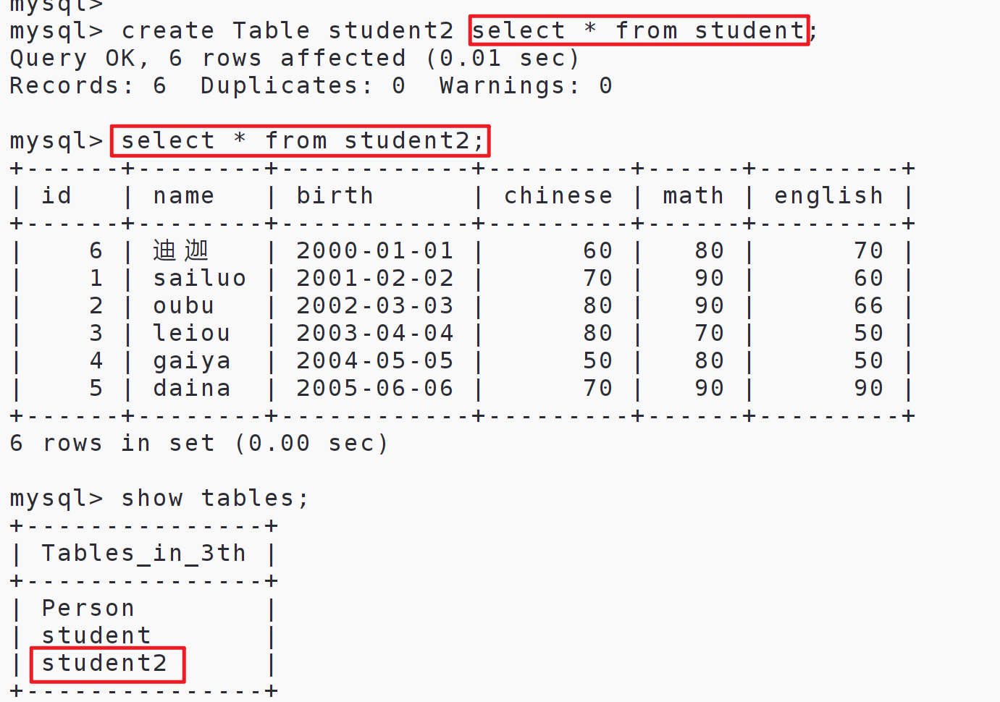 mysql>
mysql> create Table student2 select * from student;
Query OK, 6 rows affected (0.01 sec)
Records: 6  Duplicates: 0  Warnings: 0
mysql> select * from student2;
+------+--------+------------+---------+------+---------+
| id   | name   | birth      | chinese | math | english |
+------+--------+------------+---------+------+---------+
|    6 | 迪迦   | 2000-01-01 |      60 |   80 |      70 |
|    1 | sailuo | 2001-02-02 |      70 |   90 |      60 |
|    2 | oubu   | 2002-03-03 |      80 |   90 |      66 |
|    3 | leiou  | 2003-04-04 |      80 |   70 |      50 |
|    4 | gaiya  | 2004-05-05 |      50 |   80 |      50 |
|    5 | daina  | 2005-06-06 |      70 |   90 |      90 |
+------+--------+------------+---------+------+---------+
6 rows in set (0.00 sec)
mysql> show tables;
+---------------+
| Tables_in_3th |
+---------------+
| Person        |
| student       |
| student2      |
+---------------+